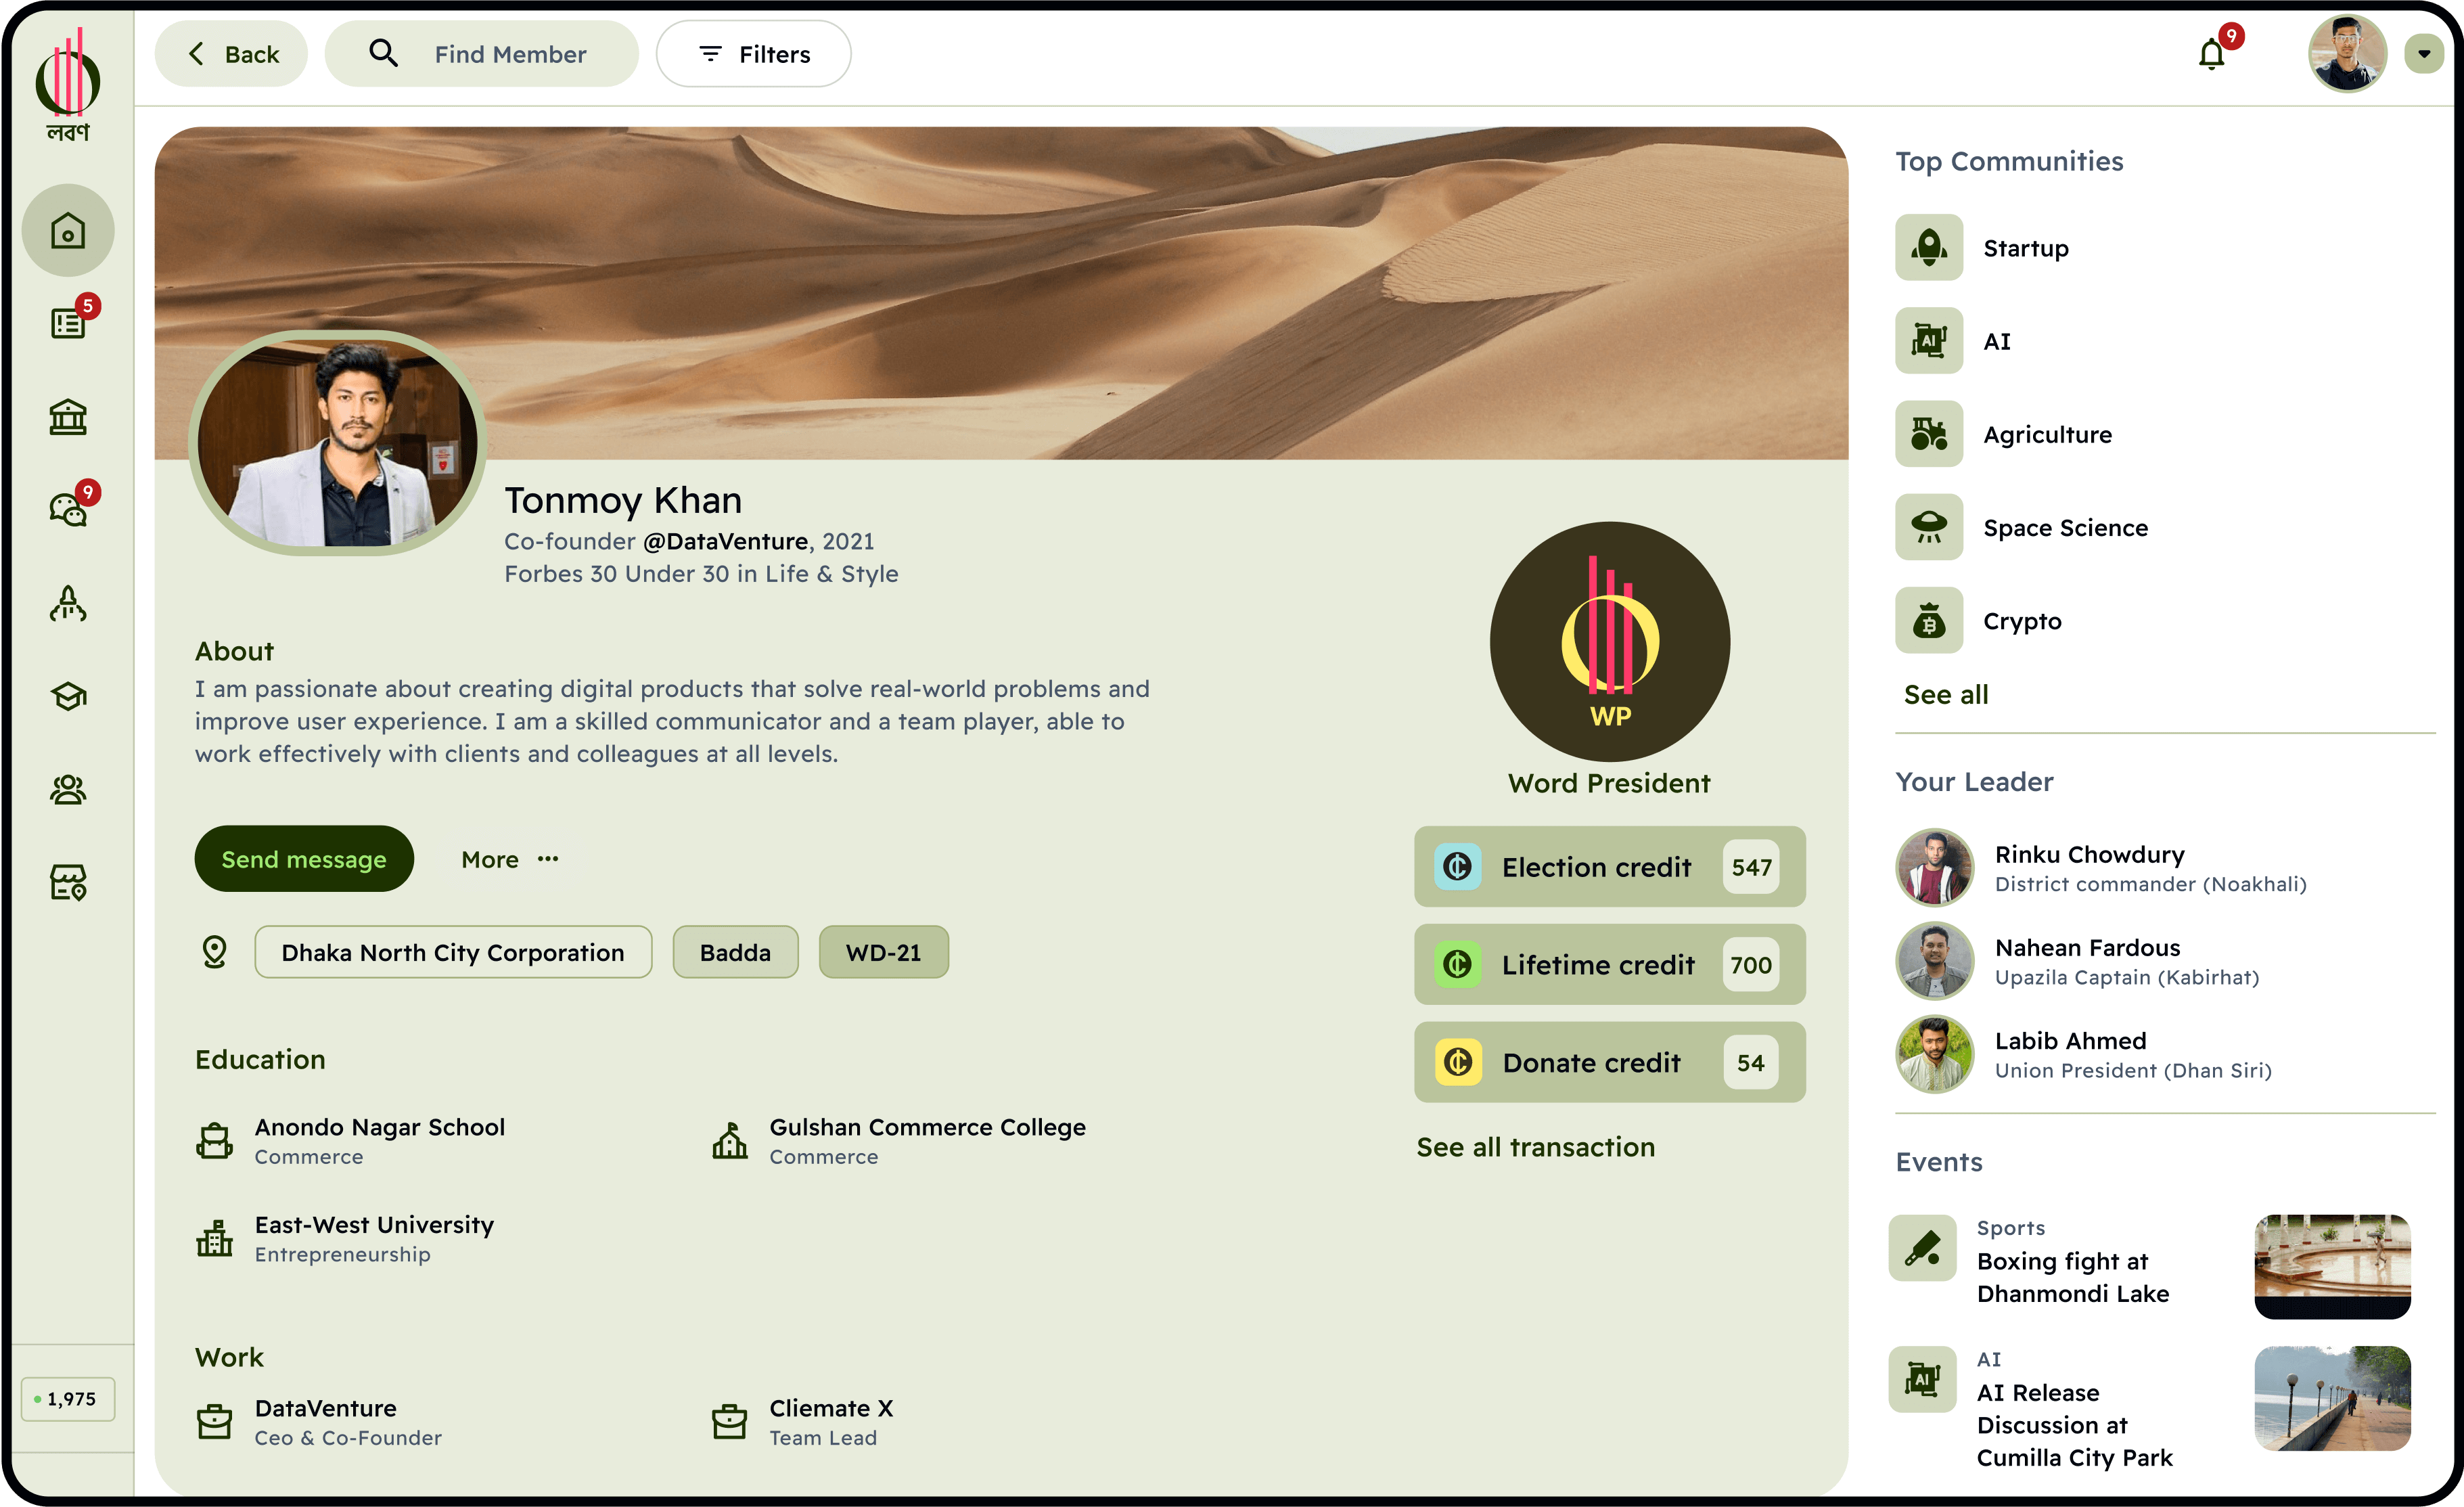 লবণ
Back
Find Member
Filters
9
5
9
1,975
Tonmoy Khan
Co-founder @DataVenture, 2021
Forbes 30 Under 30 in Life & Style
About
I am passionate about creating digital products that solve real-world problems and
improve user experience. I am a skilled communicator and a team player, able to
work effectively with clients and colleagues at all levels.
Send message
More
Dhaka North City Corporation
Badda
WD-21
Education
Anondo Nagar School
Commerce
Gulshan Commerce College
Commerce
East-West University
Entrepreneurship
Work
DataVenture
Ceo & Co-Founder
Cliemate X
Team Lead
WP
Word President
Election credit 547
Lifetime credit 700
Donate credit 54
See all transaction
Top Communities
Startup
AI
AI
Agriculture
Space Science
Crypto
See all
Your Leader
Rinku Chowdury
District commander (Noakhali)
Nahean Fardous
Upazila Captain (Kabirhat)
Labib Ahmed
Union President (Dhan Siri)
Events
Sports
Boxing fight at
Dhanmondi Lake
AI
AI
AI Release
Discussion at
Cumilla City Park